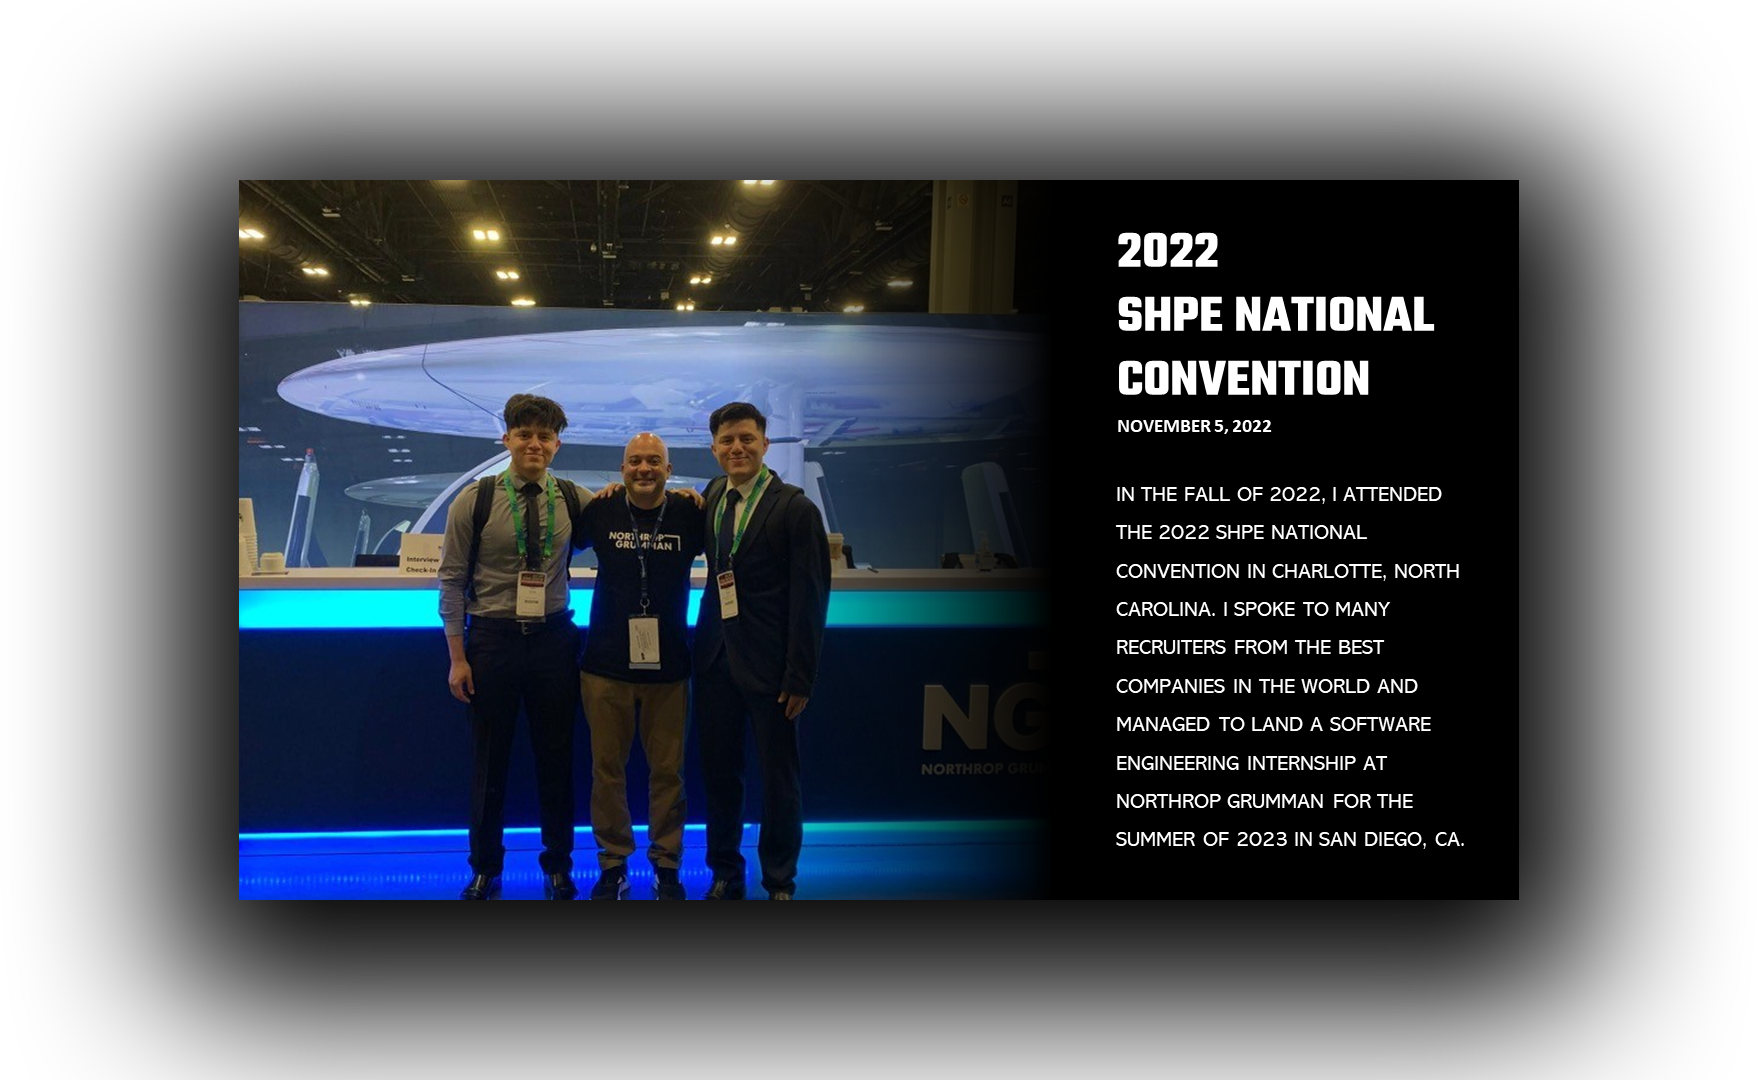 2022
SHPE NATIONAL
CONVENTION
NOVEMBER 5, 2022
IN THE FALL OF 2022, I ATTENDED
THE 2022 SHPE NATIONAL
CONVENTION IN CHARLOTTE, NORTH
CAROLINA. I SPOKE TO MANY
RECRUITERS FROM THE BEST
COMPANIES IN THE WORLD AND
MANAGED TO LAND A SOFTWARE
ENGINEERING INTERNSHIP AT
NORTHROP GRUMMAN FOR THE
SUMMER OF 2023 IN SAN DIEGO, CA.
NORTHROP
GRUMMAN
Interview
Check-In
NG
NORTHROP GRU